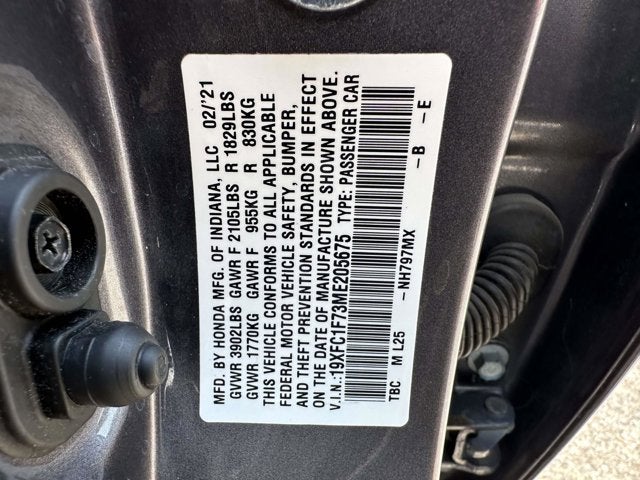 MFG. BY HONDA MFG. OF INDIANA, LLC 02/'21
GVWR 3902LBS GAWR F 2105LBS R 1829LBS
GVWR 1770KG GAWR F 955KG R 830KG
THIS VEHICLE CONFORMS TO ALL APPLICABLE
FEDERAL MOTOR VEHICLE SAFETY, BUMPER,
AND THEFT PREVENTION STANDARDS IN EFFECT
ON THE DATE OF MANUFACTURE SHOWN ABOVE.
V.I.N.:19XFC1F73ME205675 TYPE: PASSENGER CAR
TBC M L25 -NH797MX -B -E